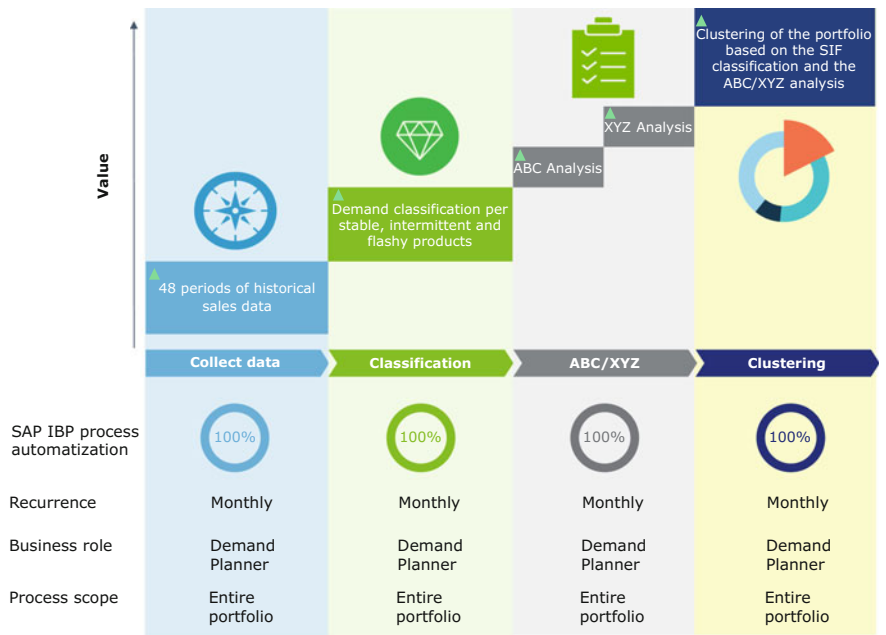 Value
48 periods of historical
sales data
Demand classification per
stable, intermittent and
flashy products
ABC Analysis
XYZ Analysis
Clustering of the portfolio
based on the SIF
classification and the
ABC/XYZ analysis
Collect data
Classification
ABC/XYZ
Clustering
SAP IBP process
automatization
100%
100%
100%
100%
Recurrence
Monthly
Monthly
Monthly
Monthly
Business role
Demand
Planner
Demand
Planner
Demand
Planner
Demand
Planner
Process scope
Entire
portfolio
Entire
portfolio
Entire
portfolio
Entire
portfolio